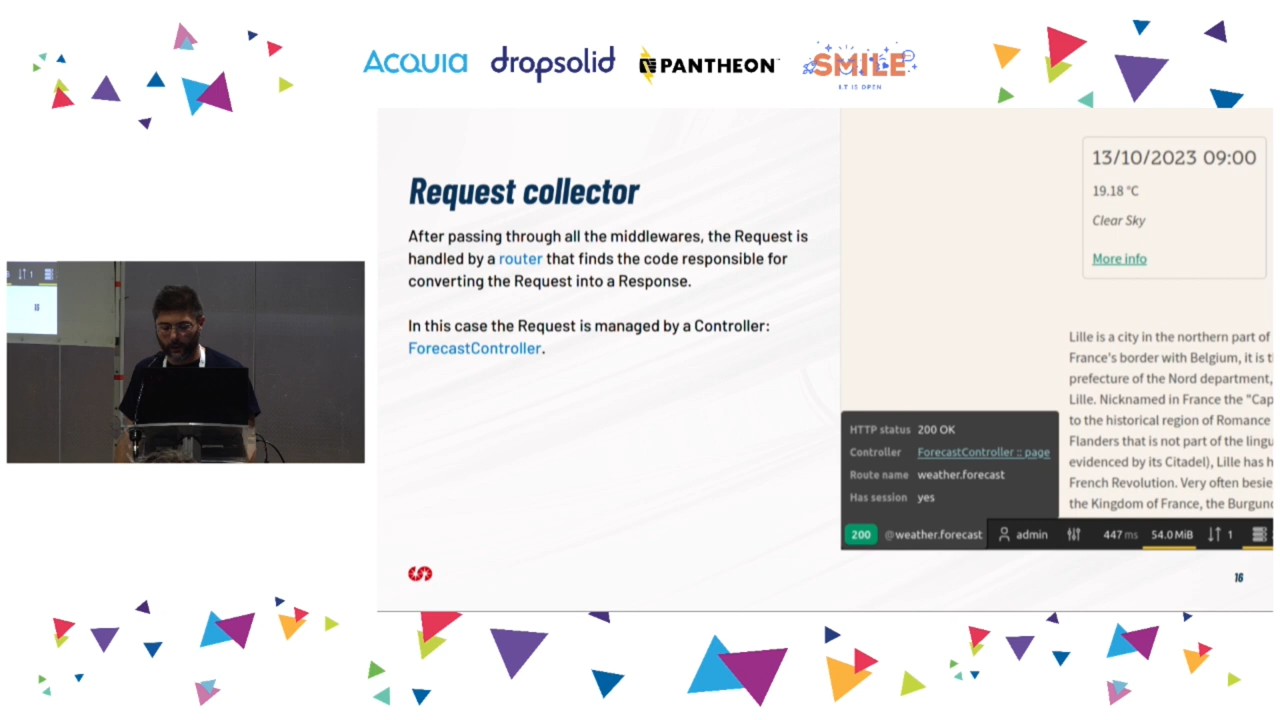 Acquia
dropsolid
PANTHEON
SMILE
I.T IS OPEN
Request collector
After passing through all the middlewares, the Request is
handled by a router that finds the code responsible for
converting the Request into a Response.
In this case the Request is managed by a Controller:
ForecastController.
13/10/2023 09:00
19.18 °C
Clear Sky
More info
Lille is a city in the northern part of
France's border with Belgium, it is t
prefecture of the Nord department,
Lille. Nicknamed in France the "Cap
to the historical region of Romance
Flanders that is not part of the lingu
evidenced by its Citadel), Lille has h
French Revolution. Very often besie
the Kingdom of France, the Burgund
HTTP status 200 OK
Controller ForecastController :: page
Route name weather.forecast
Has session yes
200 @weather.forecast admin 447 ms 54.0 MiB 1
16